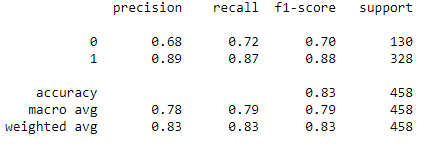 precision recall f1-score support
0 0.68 0.72 0.70 130
1 0.89 0.87 0.88 328
accuracy 0.83 458
macro avg 0.78 0.79 0.79 458
weighted avg 0.83 0.83 0.83 458